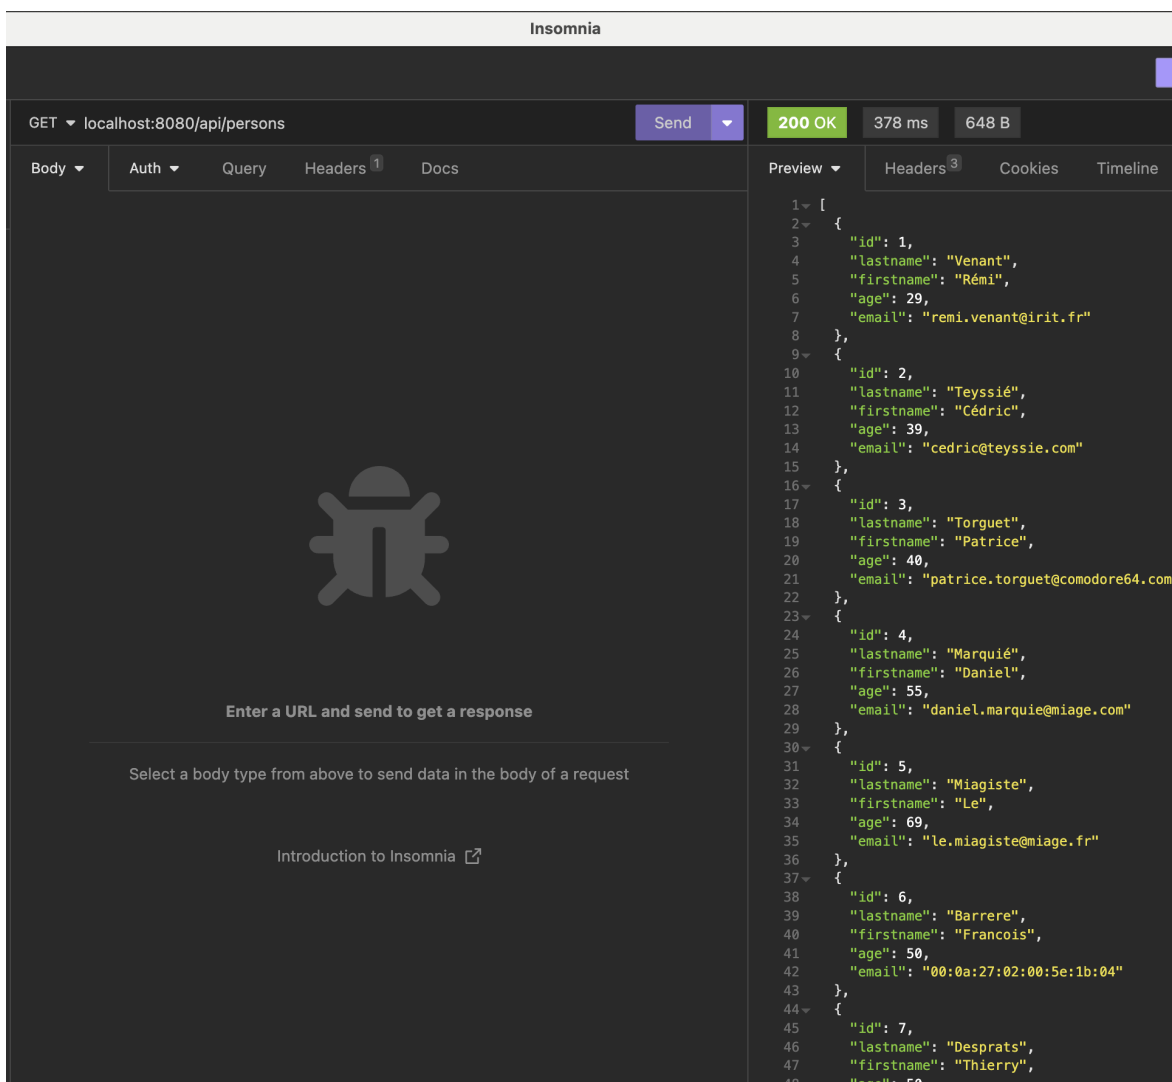 Insomnia
GET localhost:8080/api/persons
Send
200 OK
378 ms
648 B
Body
Auth
Query
Headers 1
Docs
Preview
Headers 3
Cookies
Timeline
Enter a URL and send to get a response
Select a body type from above to send data in the body of a request
Introduction to Insomnia
1 [
2 {
3 "id": 1,
4 "lastname": "Venant",
5 "firstname": "Rémi",
6 "age": 29,
7 "email": "remi.venant@irit.fr"
8 },
9 {
10 "id": 2,
11 "lastname": "Teyssié",
12 "firstname": "Cédric",
13 "age": 39,
14 "email": "cedric@teyssie.com"
15 },
16 {
17 "id": 3,
18 "lastname": "Torguet",
19 "firstname": "Patrice",
20 "age": 40,
21 "email": "patrice.torguet@comodore64.com
22 },
23 {
24 "id": 4,
25 "lastname": "Marquié",
26 "firstname": "Daniel",
27 "age": 55,
28 "email": "daniel.marquie@miage.com"
29 },
30 {
31 "id": 5,
32 "lastname": "Miagiste",
33 "firstname": "Le",
34 "age": 69,
35 "email": "le.miagiste@miage.fr"
36 },
37 {
38 "id": 6,
39 "lastname": "Barrere",
40 "firstname": "Francois",
41 "age": 50,
42 "email": "00:0a:27:02:00:5e:1b:04"
43 },
44 {
45 "id": 7,
46 "lastname": "Desprats",
47 "firstname": "Thierry",